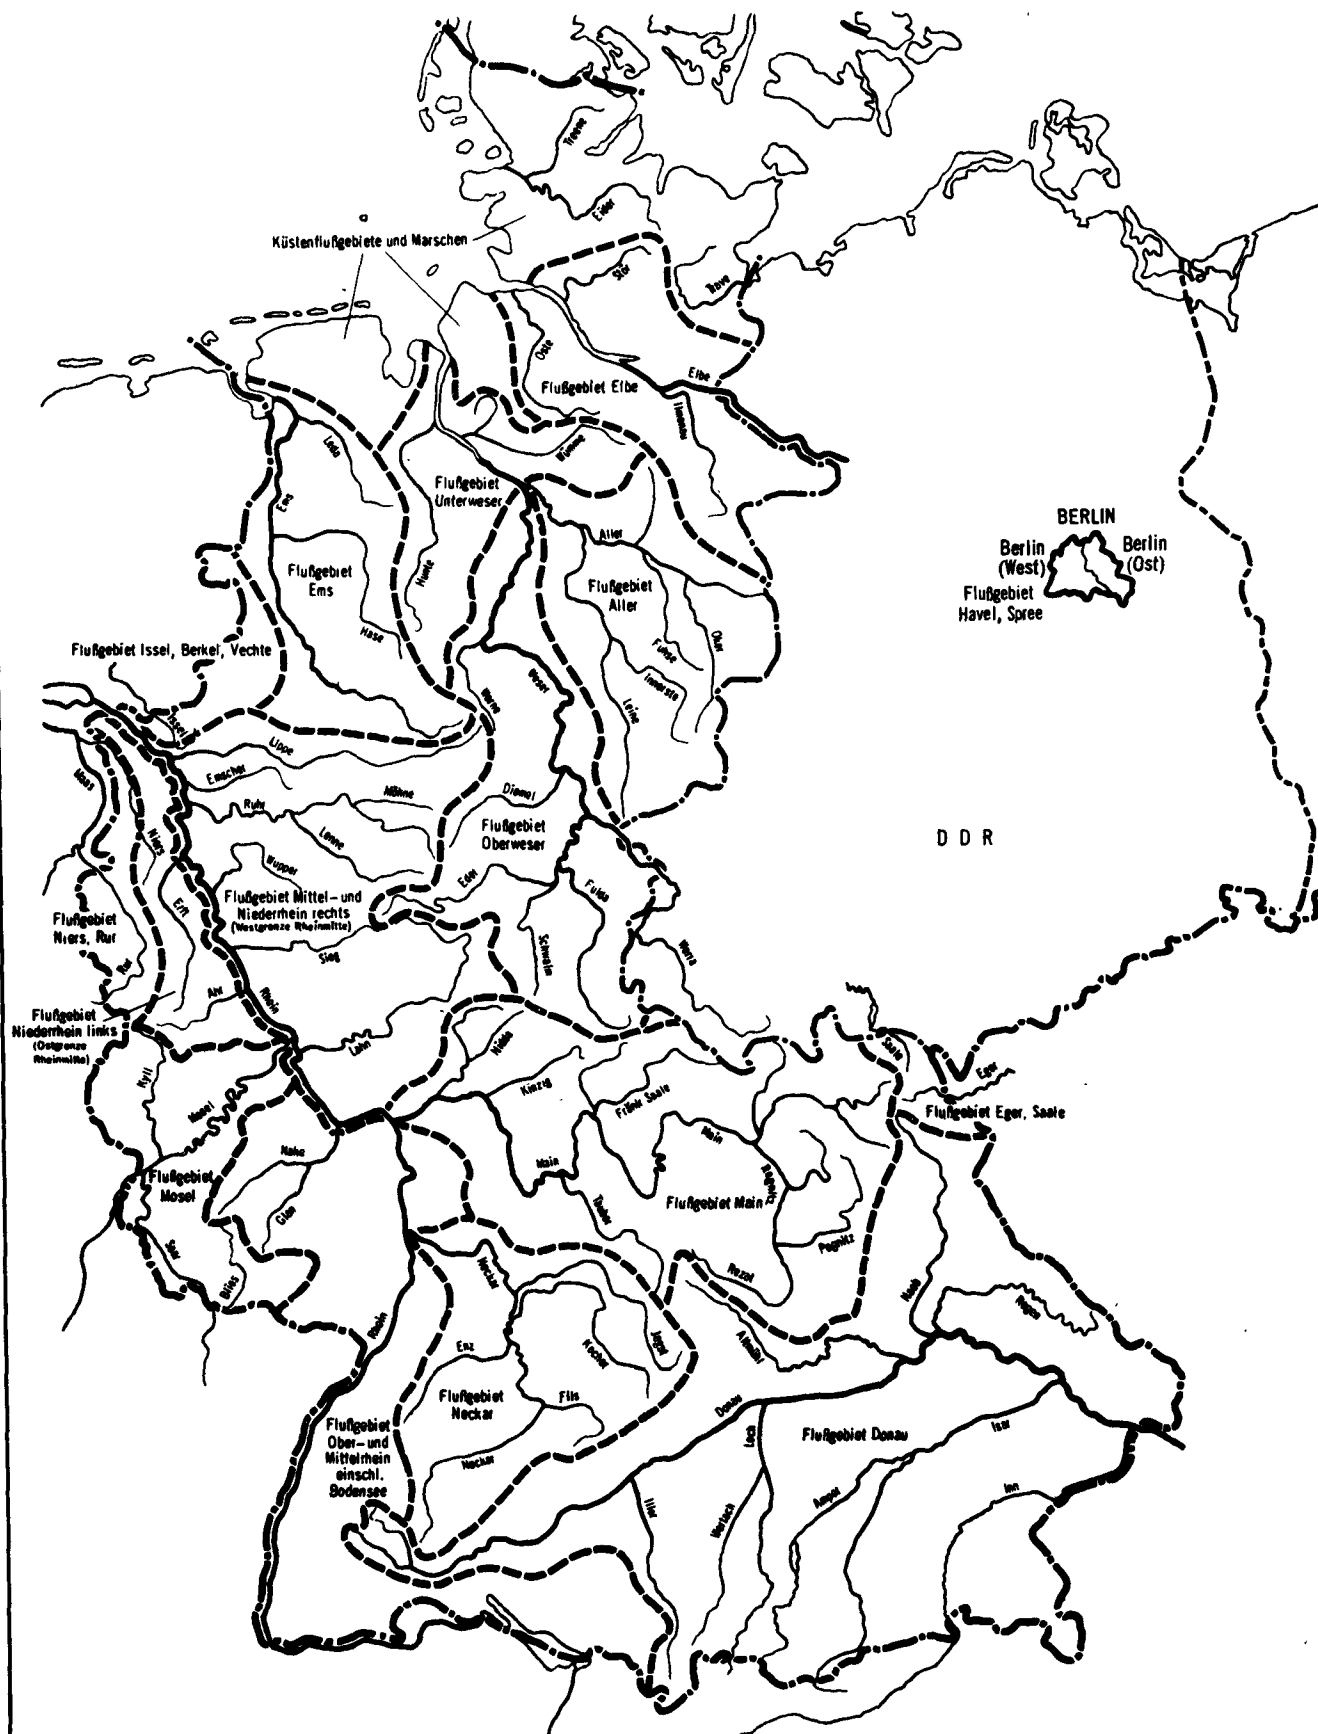 Treene
Eider
Küstenflußgebiete und Marschen
Stör
Trave
Oste
Elbe
Flußgebiet Elbe
Ilmenau
Leda
Wümme
Flußgebiet
Unterweser
Ems
BERLIN
Aller
Berlin
(West)
Berlin
(Ost)
Flußgebiet
Ems
Hunte
Flußgebiet
Aller
Flußgebiet
Havel, Spree
Hase
Fuhse
Oker
Flußgebiet Issel, Berkel, Vechte
Weser
Innerste
Werre
Leine
Issel
Lippe
Maas
Emscher
Ruhr
Möhne
Diemel
Niers
Lenne
Flußgebiet
Oberweser
DDR
Wupper
Eder
Fulda
Erft
Flußgebiet Mittel- und
Niederrhein rechts
(Westgrenze Rheinmitte)
Flußgebiet
Niers, Rur
Schwalm
Werra
Rur
Sieg
Ahr
Rhein
Flußgebiet
Niederrhein links
(Ostgrenze
Rheinmitte)
Lahn
Nidda
Saale
Kyll
Eger
Kinzig
Fränk Saale
Mosel
Flußgebiet Eger, Saale
Main
Nahe
Main
Regnitz
Flußgebiet
Mosel
Glan
Tauber
Flußgebiet Main
Pegnitz
Saar
Blies
Neckar
Rezat
Naab
Regen
Rhein
Enz
Kocher
Jagst
Altmühl
Flußgebiet
Neckar
Fils
Donau
Flußgebiet
Ober- und
Mittelrhein
einschl.
Bodensee
Lech
Flußgebiet Donau
Isar
Neckar
Iller
Wertach
Amper
Inn